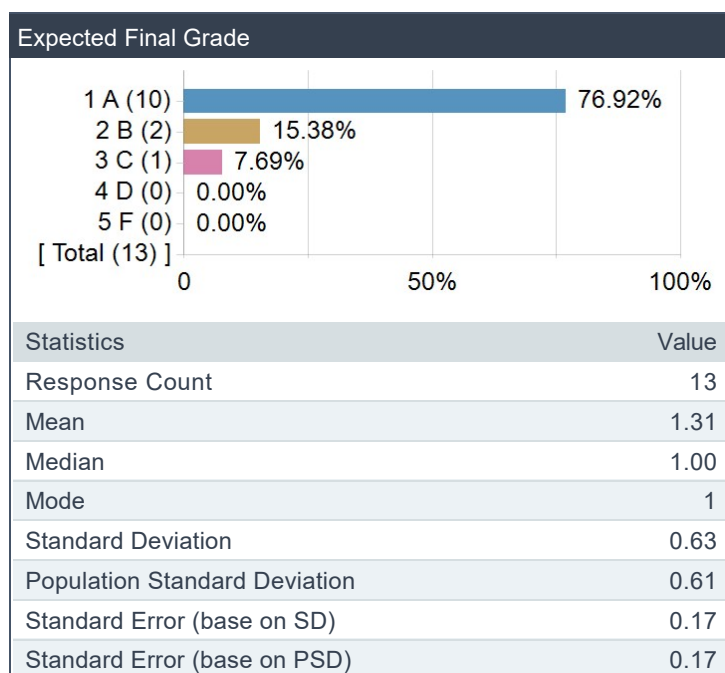 Expected Final Grade
1 A (10) 76.92%
2 B (2) 15.38%
3 C (1) 7.69%
4 D (0) 0.00%
5 F (0) 0.00%
[ Total (13) ]
0 50% 100%
Statistics Value
Response Count 13
Mean 1.31
Median 1.00
Mode 1
Standard Deviation 0.63
Population Standard Deviation 0.61
Standard Error (base on SD) 0.17
Standard Error (base on PSD) 0.17